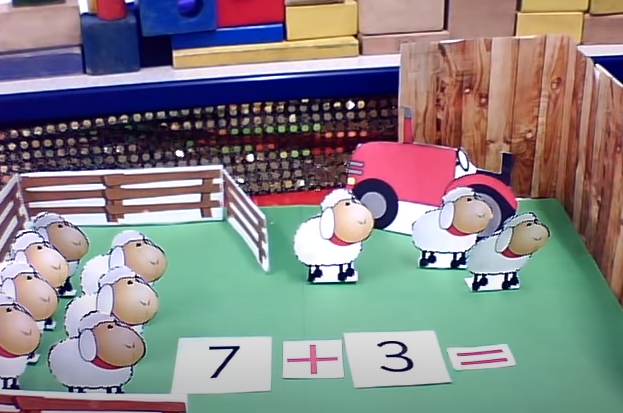 7 + 3 =